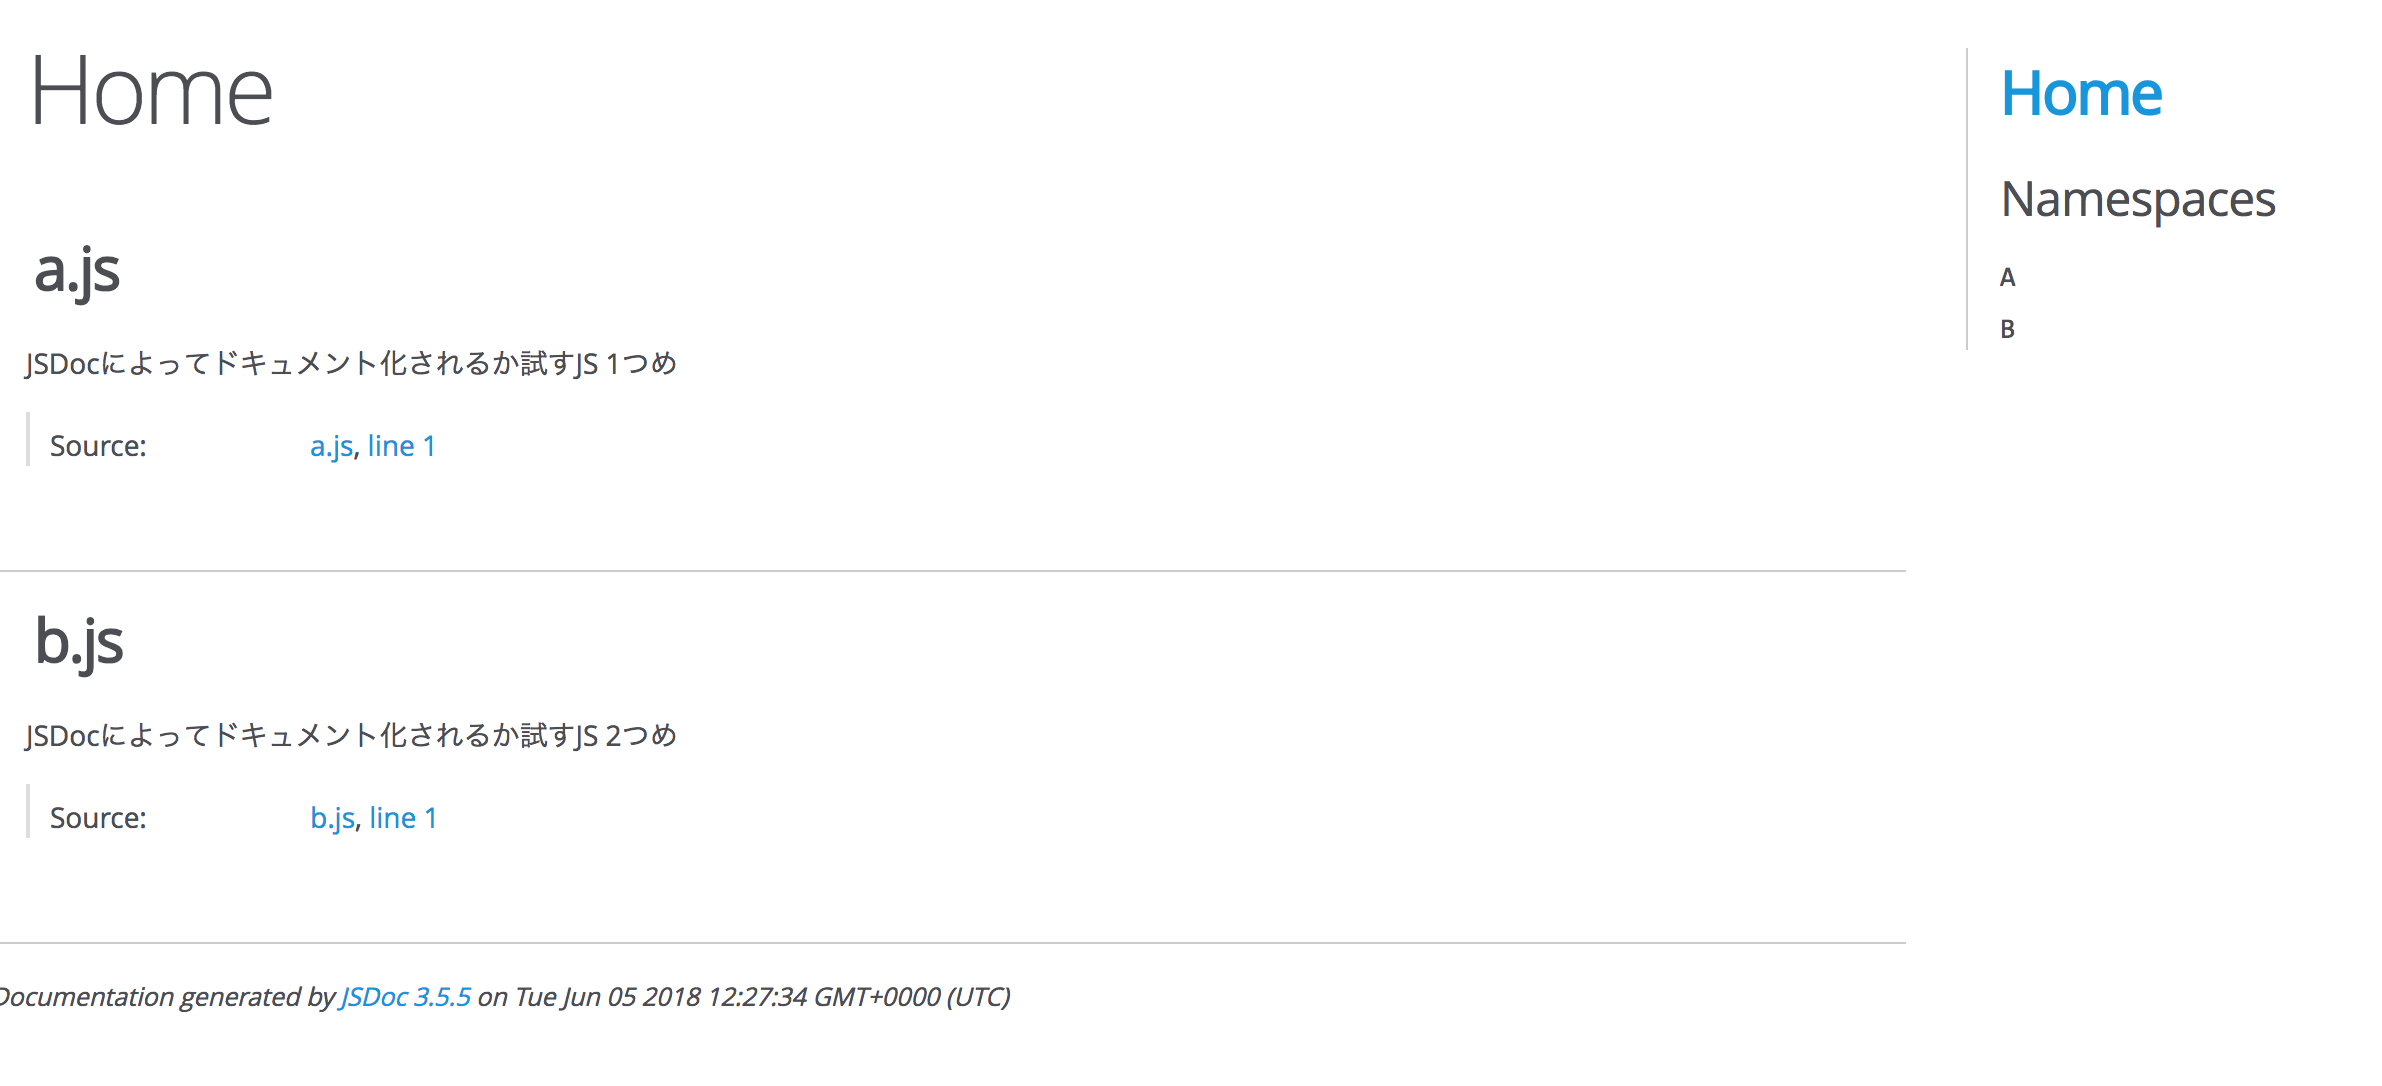 Home
a.js
JSDocによってドキュメント化されるか試すJS 1つめ
Source: a.js, line 1
b.js
JSDocによってドキュメント化されるか試すJS 2つめ
Source: b.js, line 1
Documentation generated by JSDoc 3.5.5 on Tue Jun 05 2018 12:27:34 GMT+0000 (UTC)
Home
Namespaces
A
B